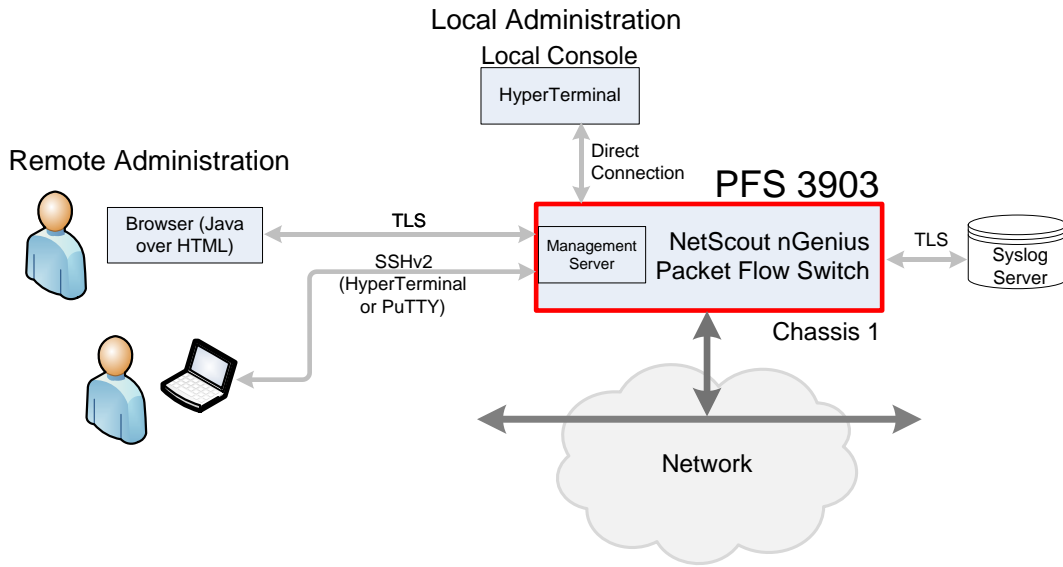 Local Administration
Local Console
HyperTerminal
Direct
Connection
Remote Administration
PFS 3903
Browser (Java
over HTML)
TLS
Management
Server
NetScout nGenius
Packet Flow Switch
TLS
Syslog
Server
SSHv2
(HyperTerminal
or PuTTY)
Chassis 1
Network